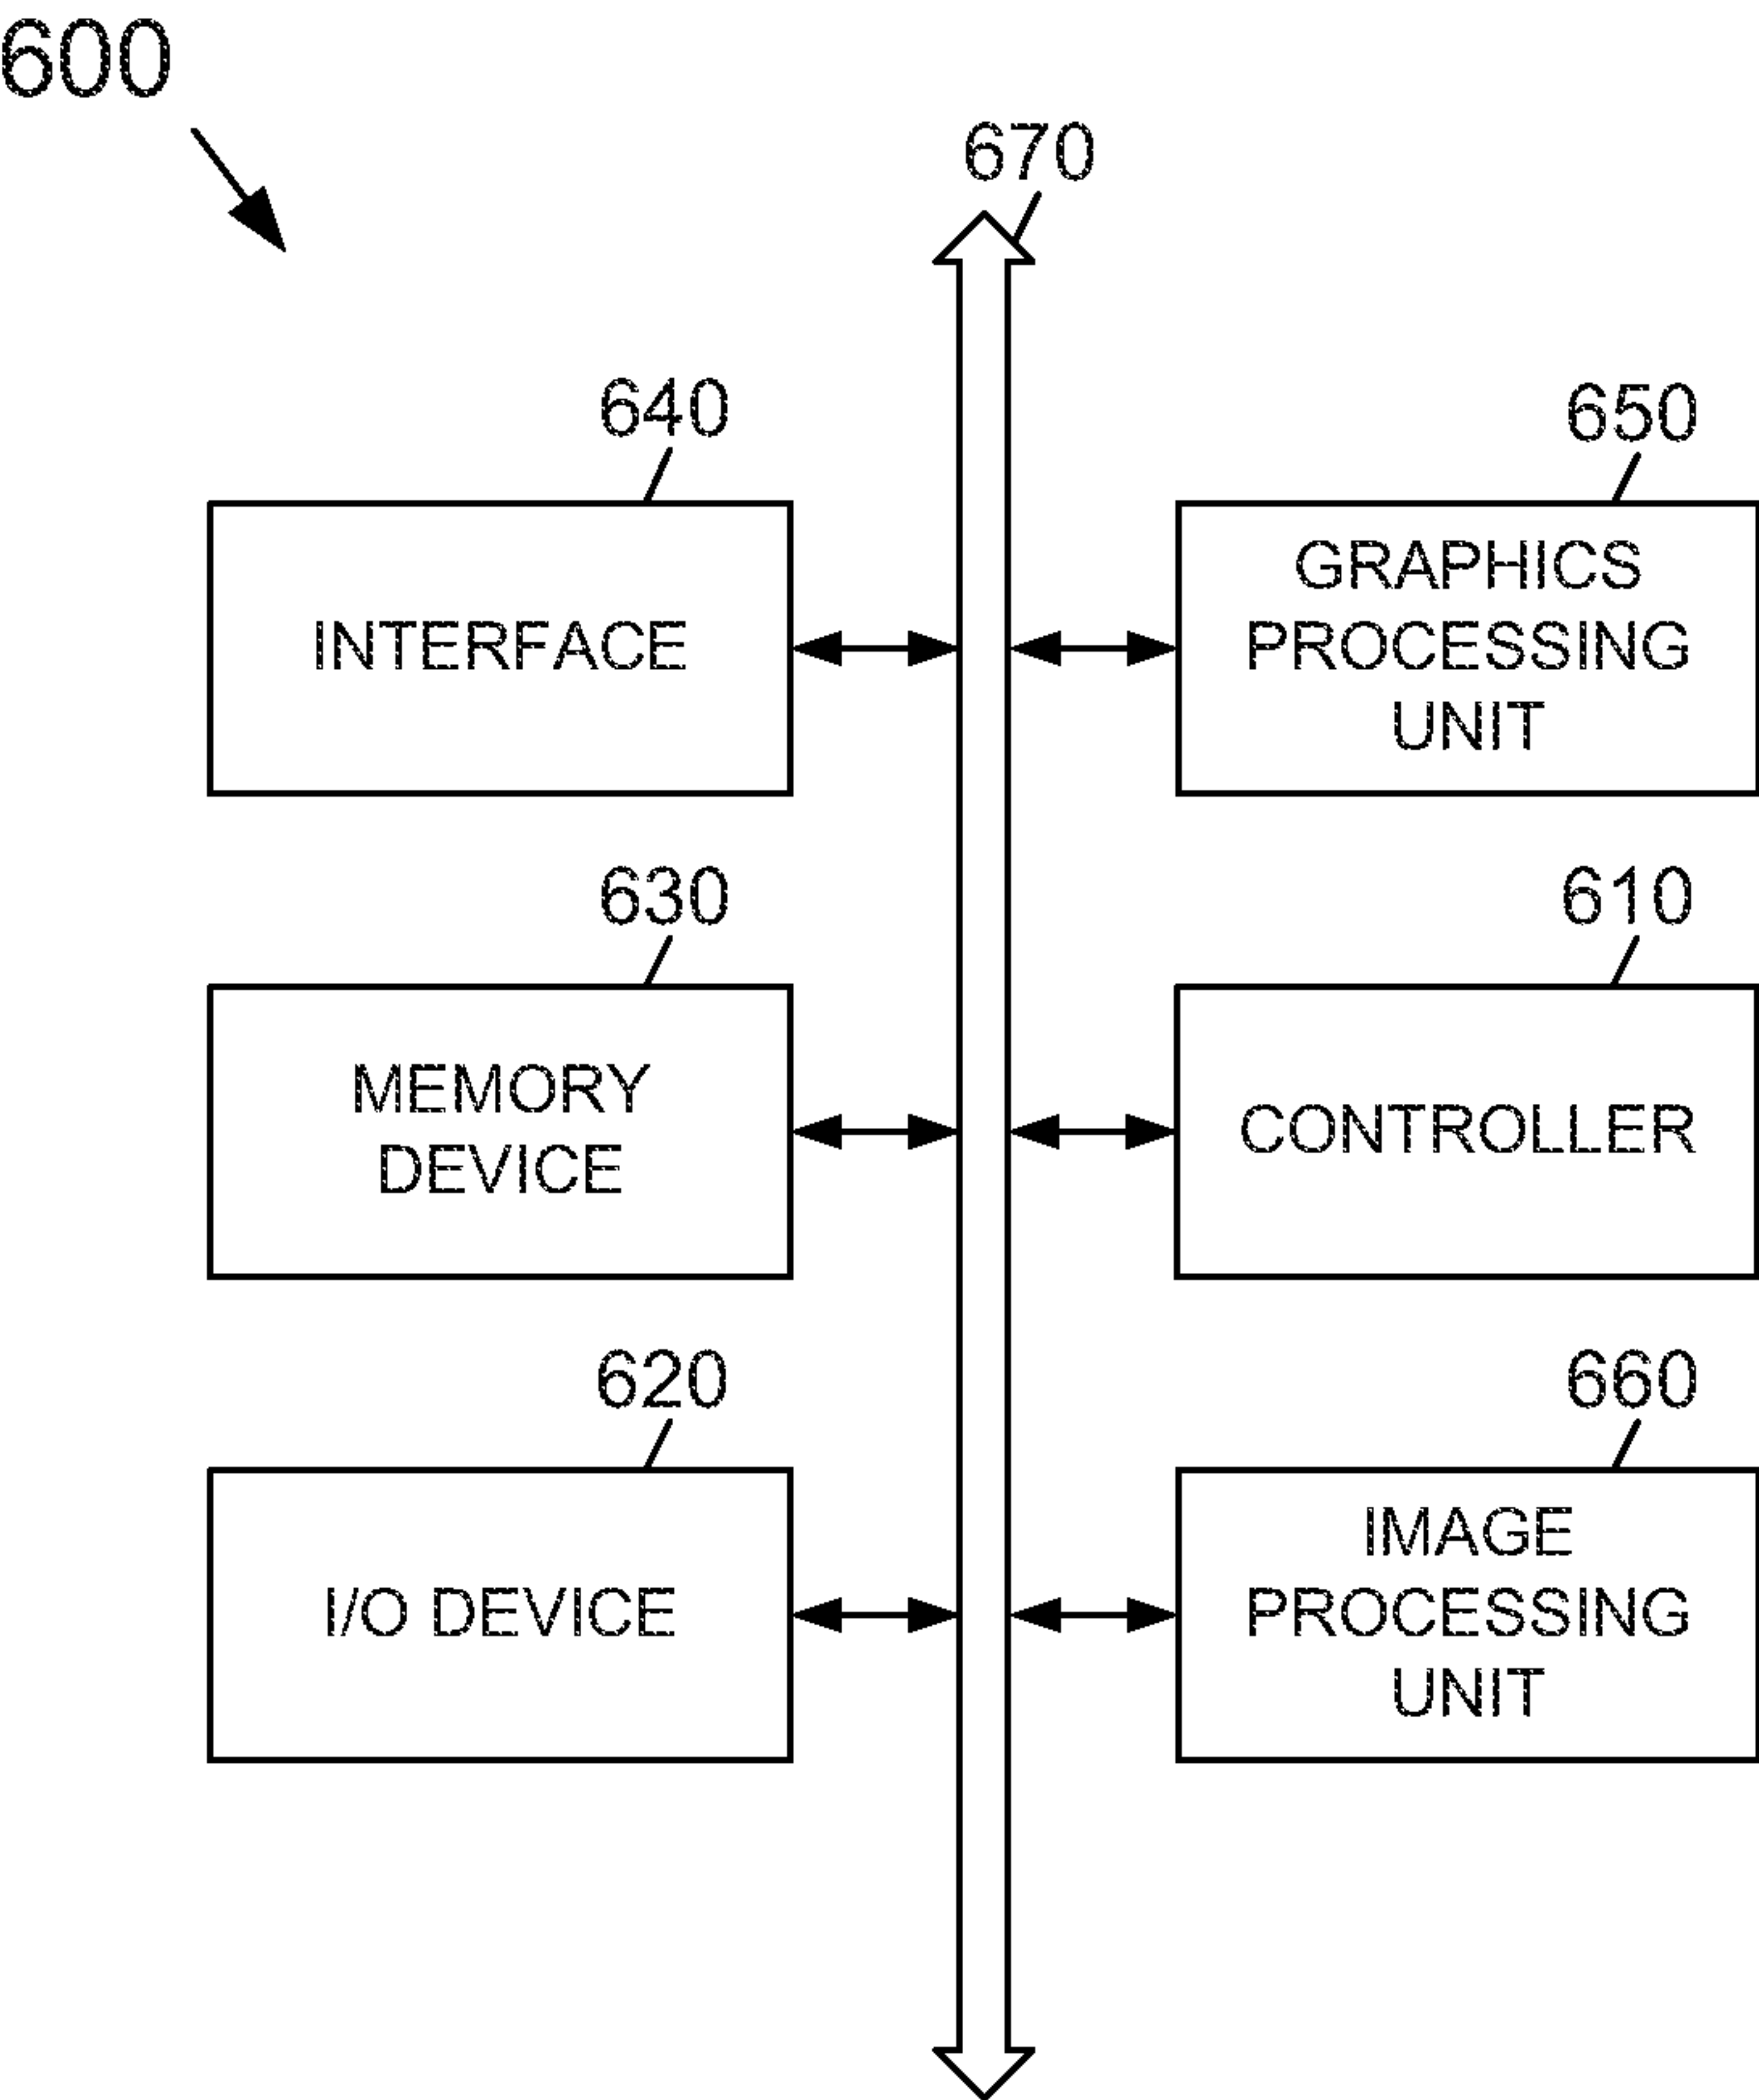 600
670
640
650
INTERFACE
GRAPHICS
PROCESSING
UNIT
630
610
MEMORY
DEVICE
CONTROLLER
620
660
I/O DEVICE
IMAGE
PROCESSING
UNIT